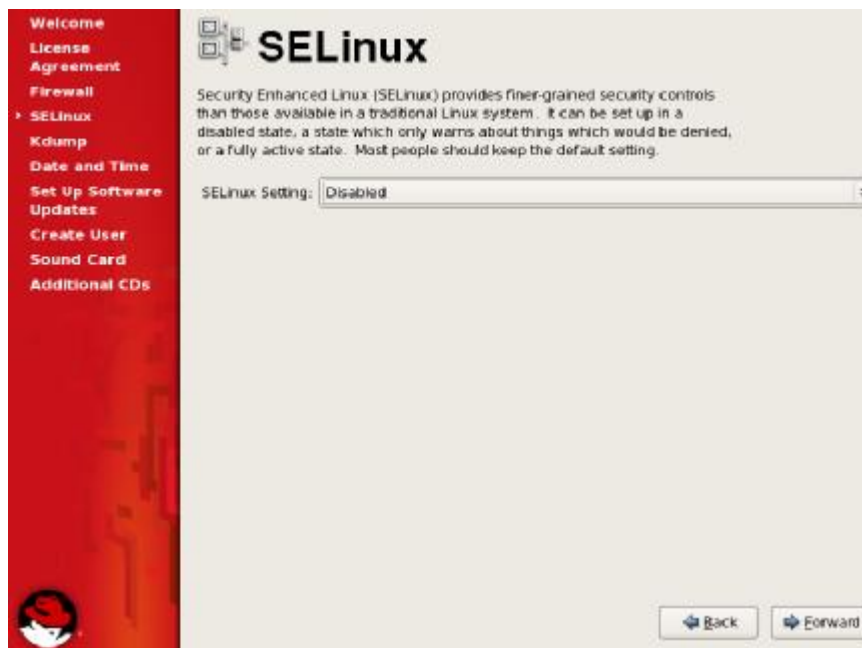 Welcome
License
Agreement
Firewall
SELinux
Kdump
Date and Time
Set Up Software
Updates
Create User
Sound Card
Additional CDs
SELinux
Security Enhanced Linux (SELinux) provides finer-grained security controls
than those available in a traditional Linux system. It can be set up in a
disabled state, a state which only warns about things which would be denied,
or a fully active state. Most people should keep the default setting.
SELinux Setting: Disabled
Back
Forward